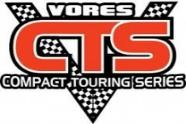 VORES
CTS
COMPACT TOURING SERIES